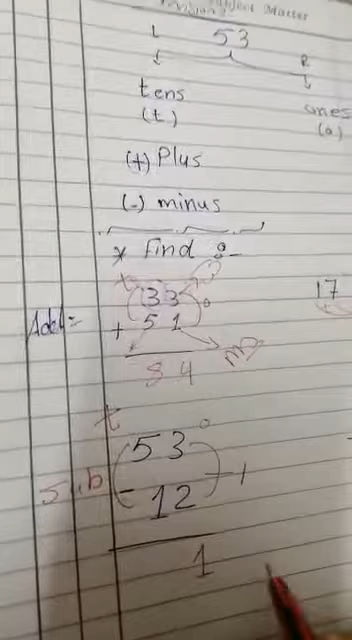 Subject Matter
L 53 R
tens ones
(t) (o)
(+) Plus
(-) minus
* Find :-
t o
33
Add= + 51
84
17
t o
53
Sub - 12
1